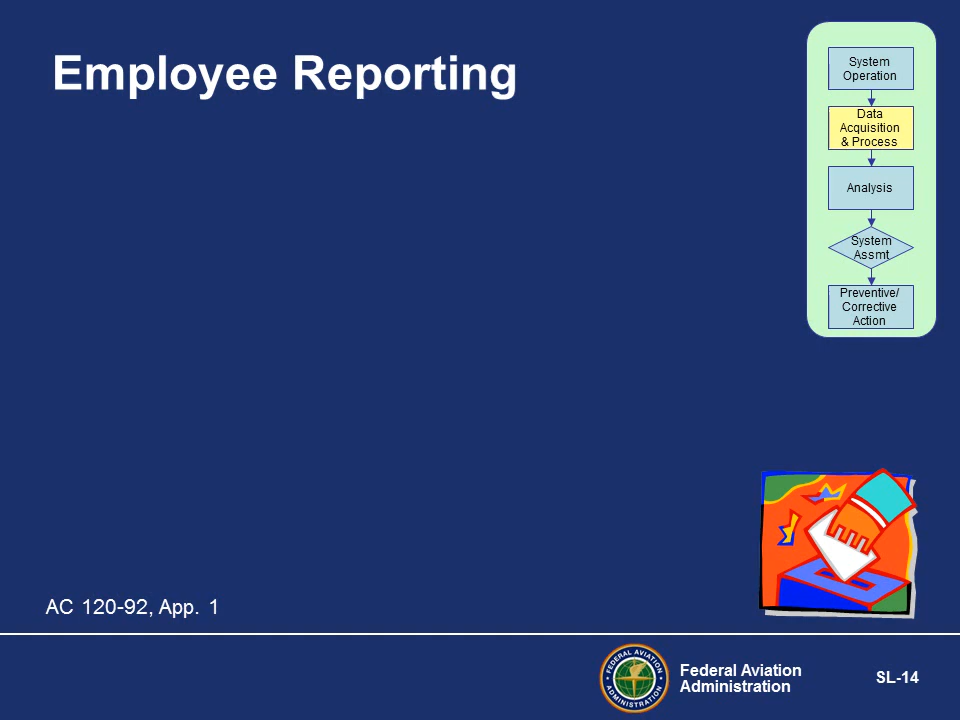 Employee Reporting
System
Operation
Data
Acquisition
& Process
Analysis
System
Assmt
Preventive/
Corrective
Action
AC 120-92, App. 1
FEDERAL AVIATION
ADMINISTRATION
Federal Aviation
Administration
SL-14